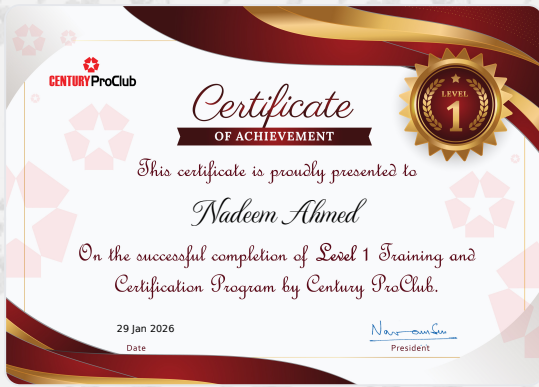 CENTURY ProClub
Certificate
OF ACHIEVEMENT
LEVEL
1
This certificate is proudly presented to
Nadeem Ahmed
On the successful completion of Level 1 Training and
Certification Program by Century ProClub.
29 Jan 2026
Date
President